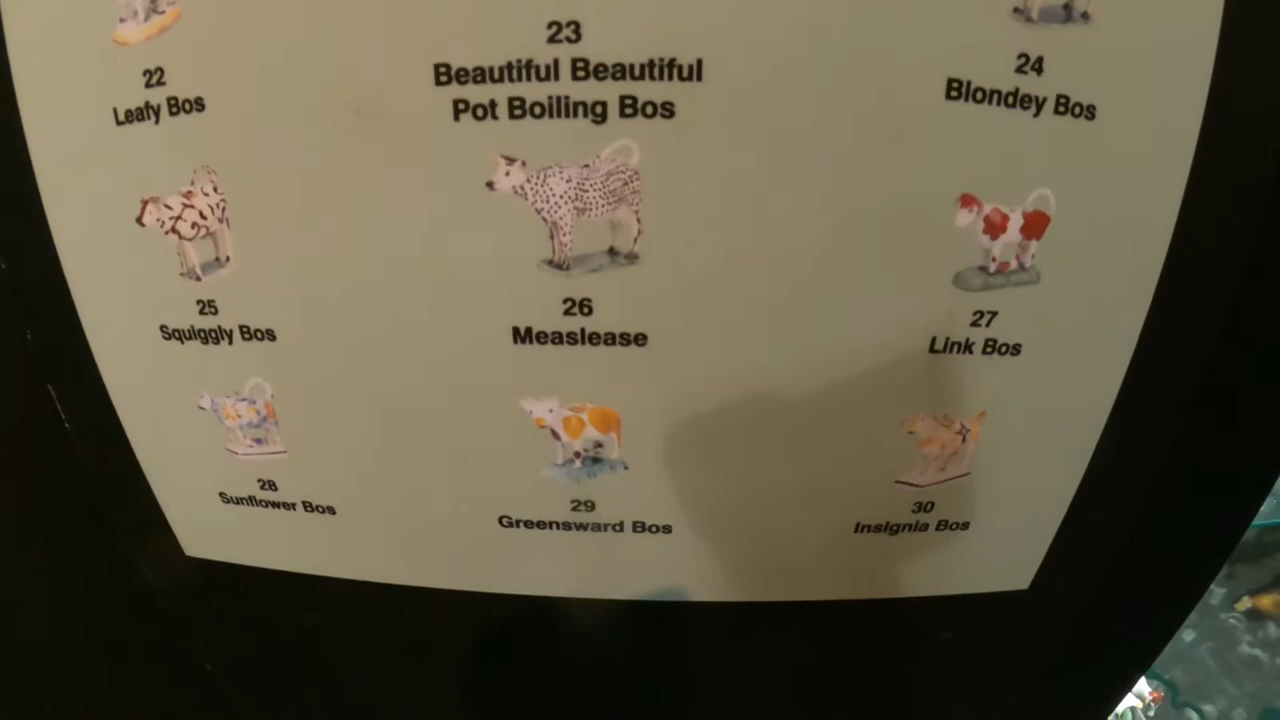 22
Leafy Bos
23
Beautiful Beautiful
Pot Boiling Bos
24
Blondey Bos
25
Squiggly Bos
26
Measlease
27
Link Bos
28
Sunflower Bos
29
Greensward Bos
30
Insignia Bos